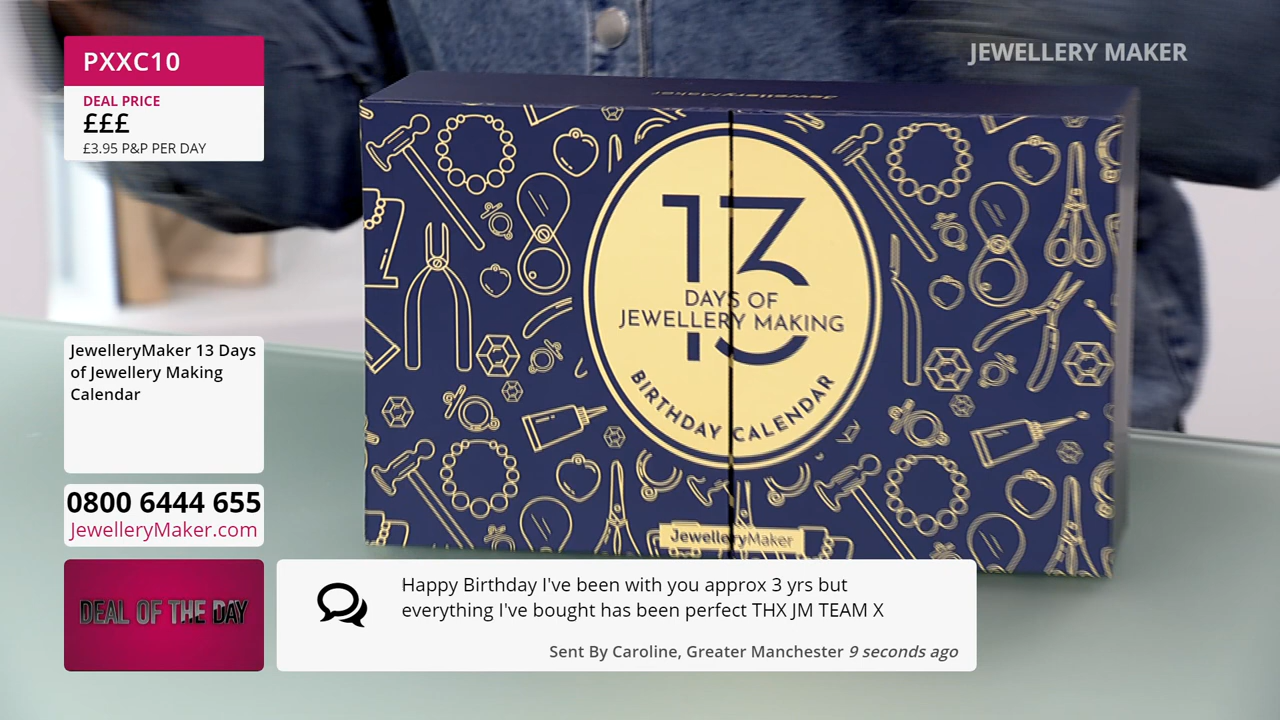 PXXC10
DEAL PRICE
£££
£3.95 P&P PER DAY
JEWELLERY MAKER
JewelleryMaker
13
DAYS OF
JEWELLERY MAKING
BIRTHDAY CALENDAR
JewelleryMaker
JewelleryMaker 13 Days
of Jewellery Making
Calendar
0800 6444 655
JewelleryMaker.com
DEAL OF THE DAY
Happy Birthday I've been with you approx 3 yrs but
everything I've bought has been perfect THX JM TEAM X
Sent By Caroline, Greater Manchester 9 seconds ago